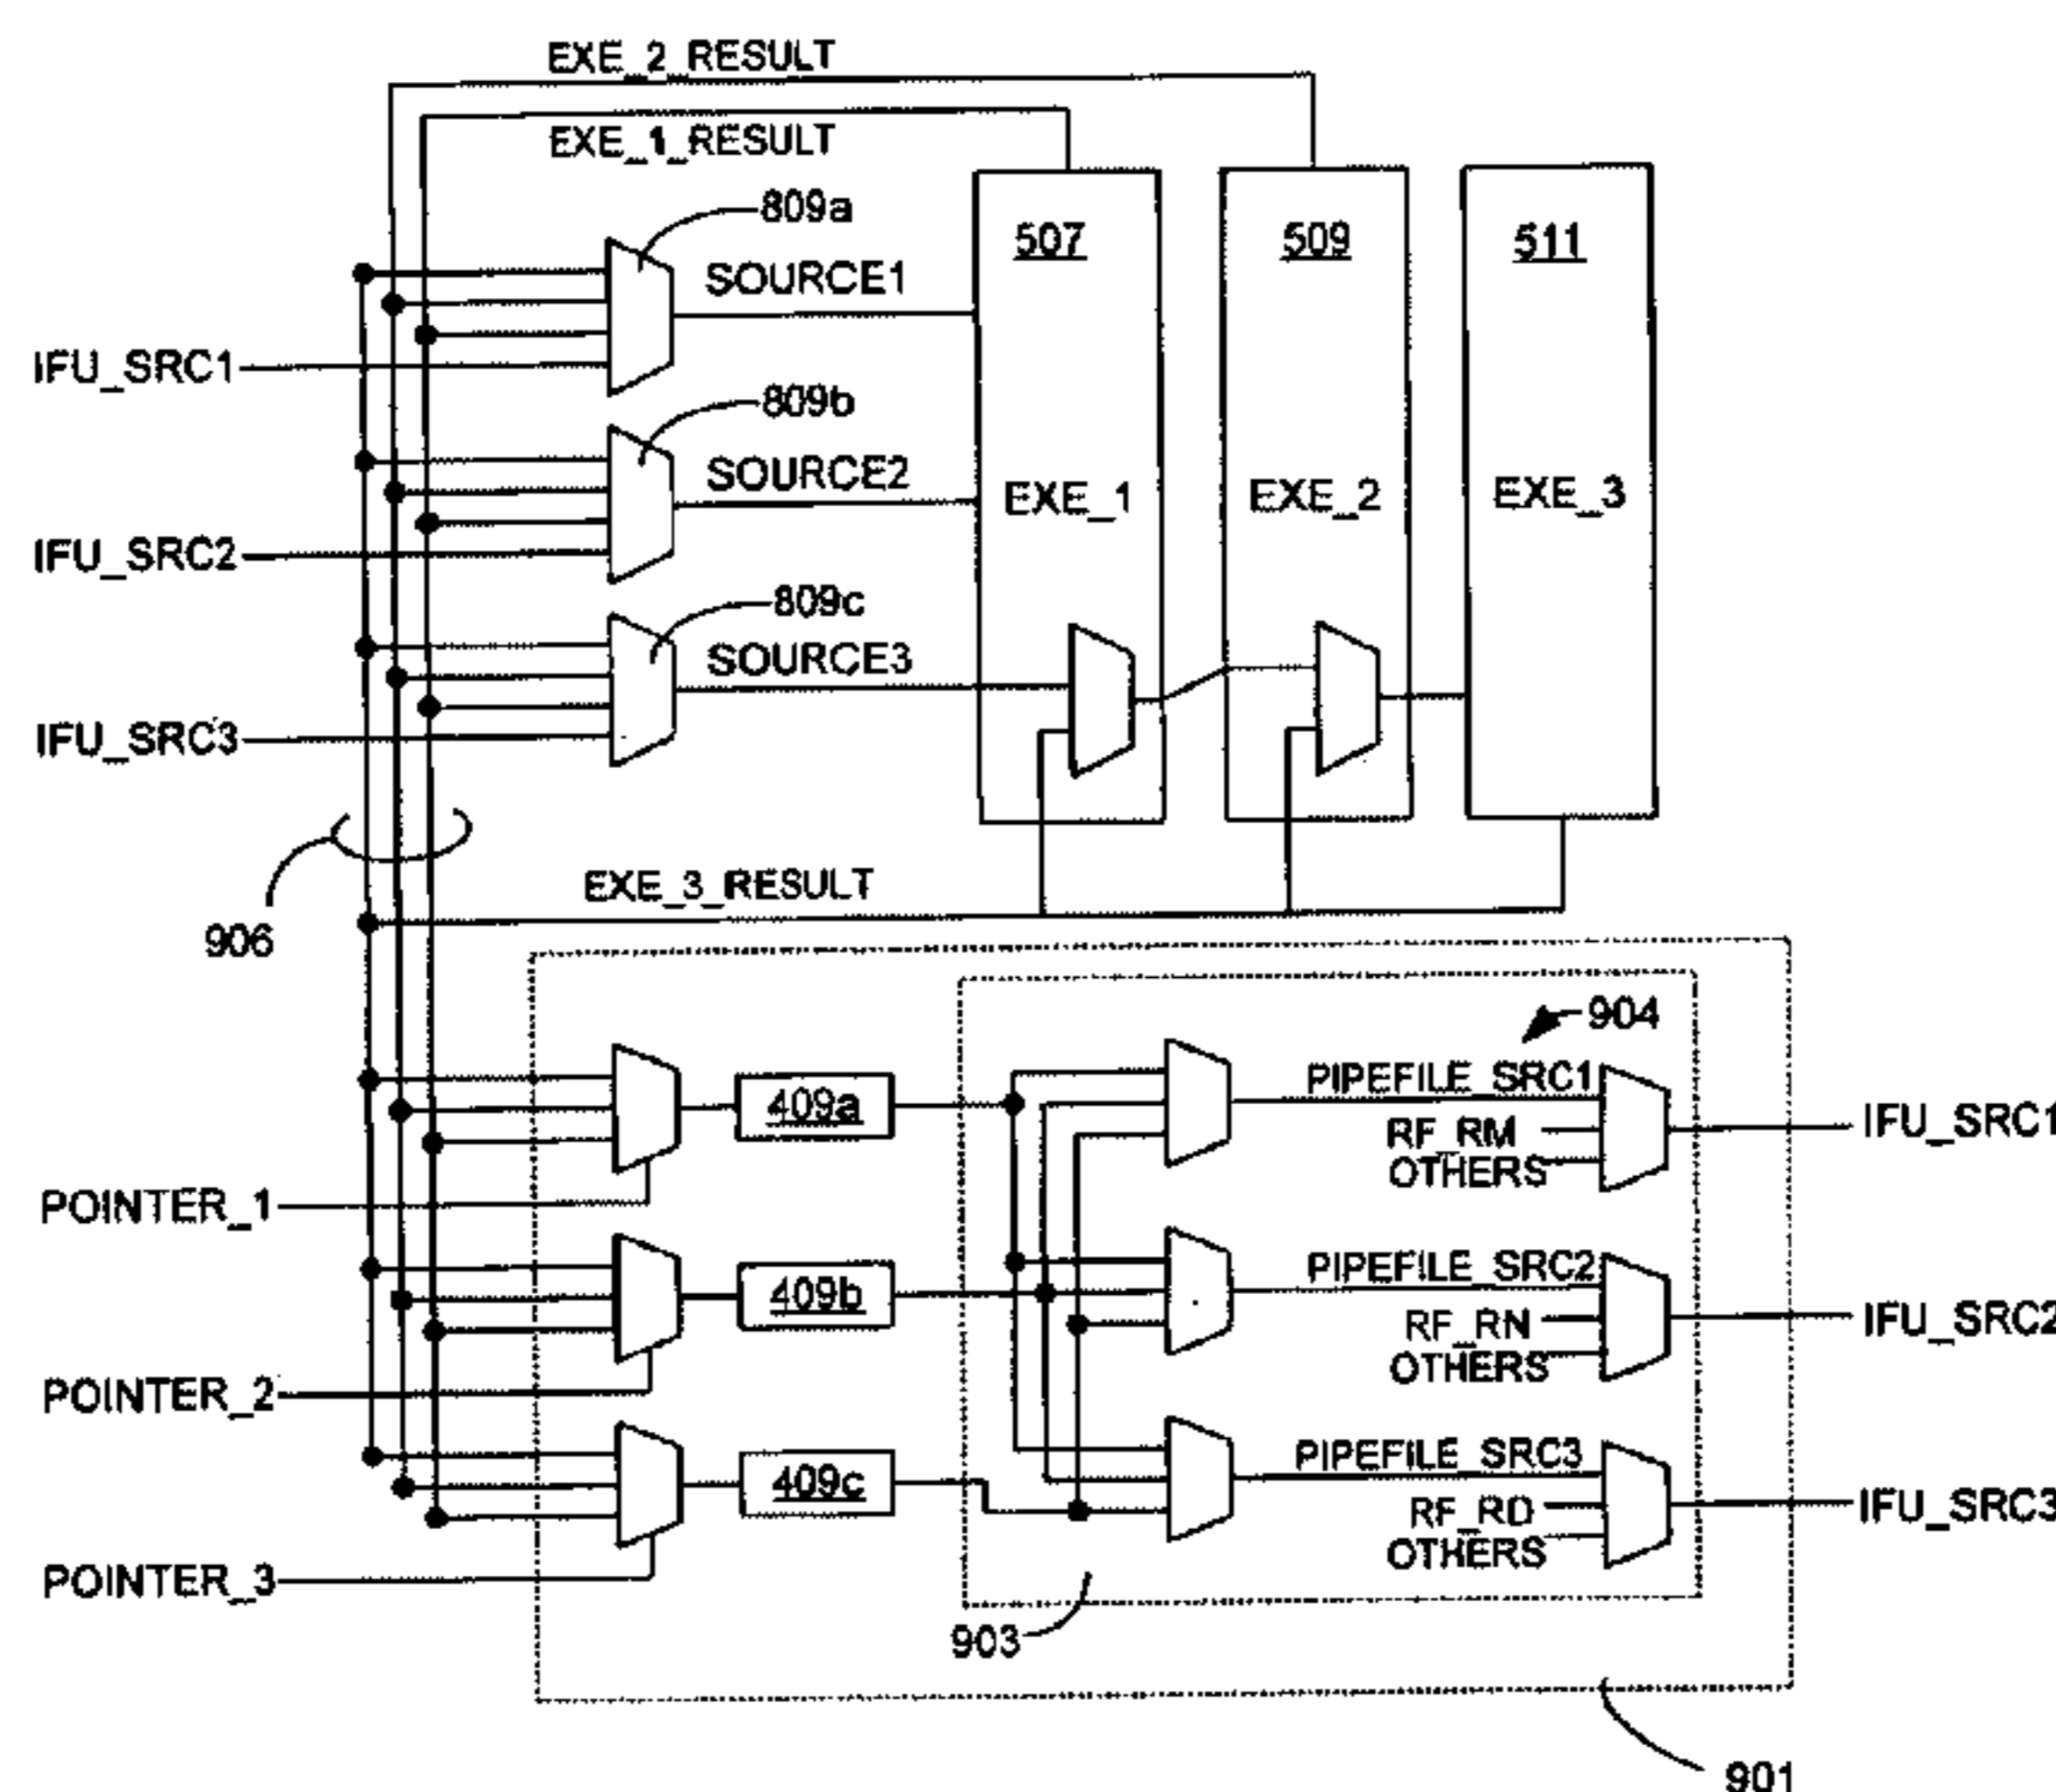 EXE_2_RESULT
EXE_1_RESULT
809a
507
509
511
SOURCE1
IFU_SRC1
809b
SOURCE2
EXE_1
EXE_2
EXE_3
IFU_SRC2
809c
SOURCE3
IFU_SRC3
EXE_3_RESULT
906
904
PIPEFILE_SRC1
409a
RF_RM
IFU_SRC1
OTHERS
POINTER_1
PIPEFILE_SRC2
409b
RF_RN
IFU_SRC2
OTHERS
POINTER_2
PIPEFILE_SRC3
409c
RF_RD
IFU_SRC3
OTHERS
POINTER_3
903
901